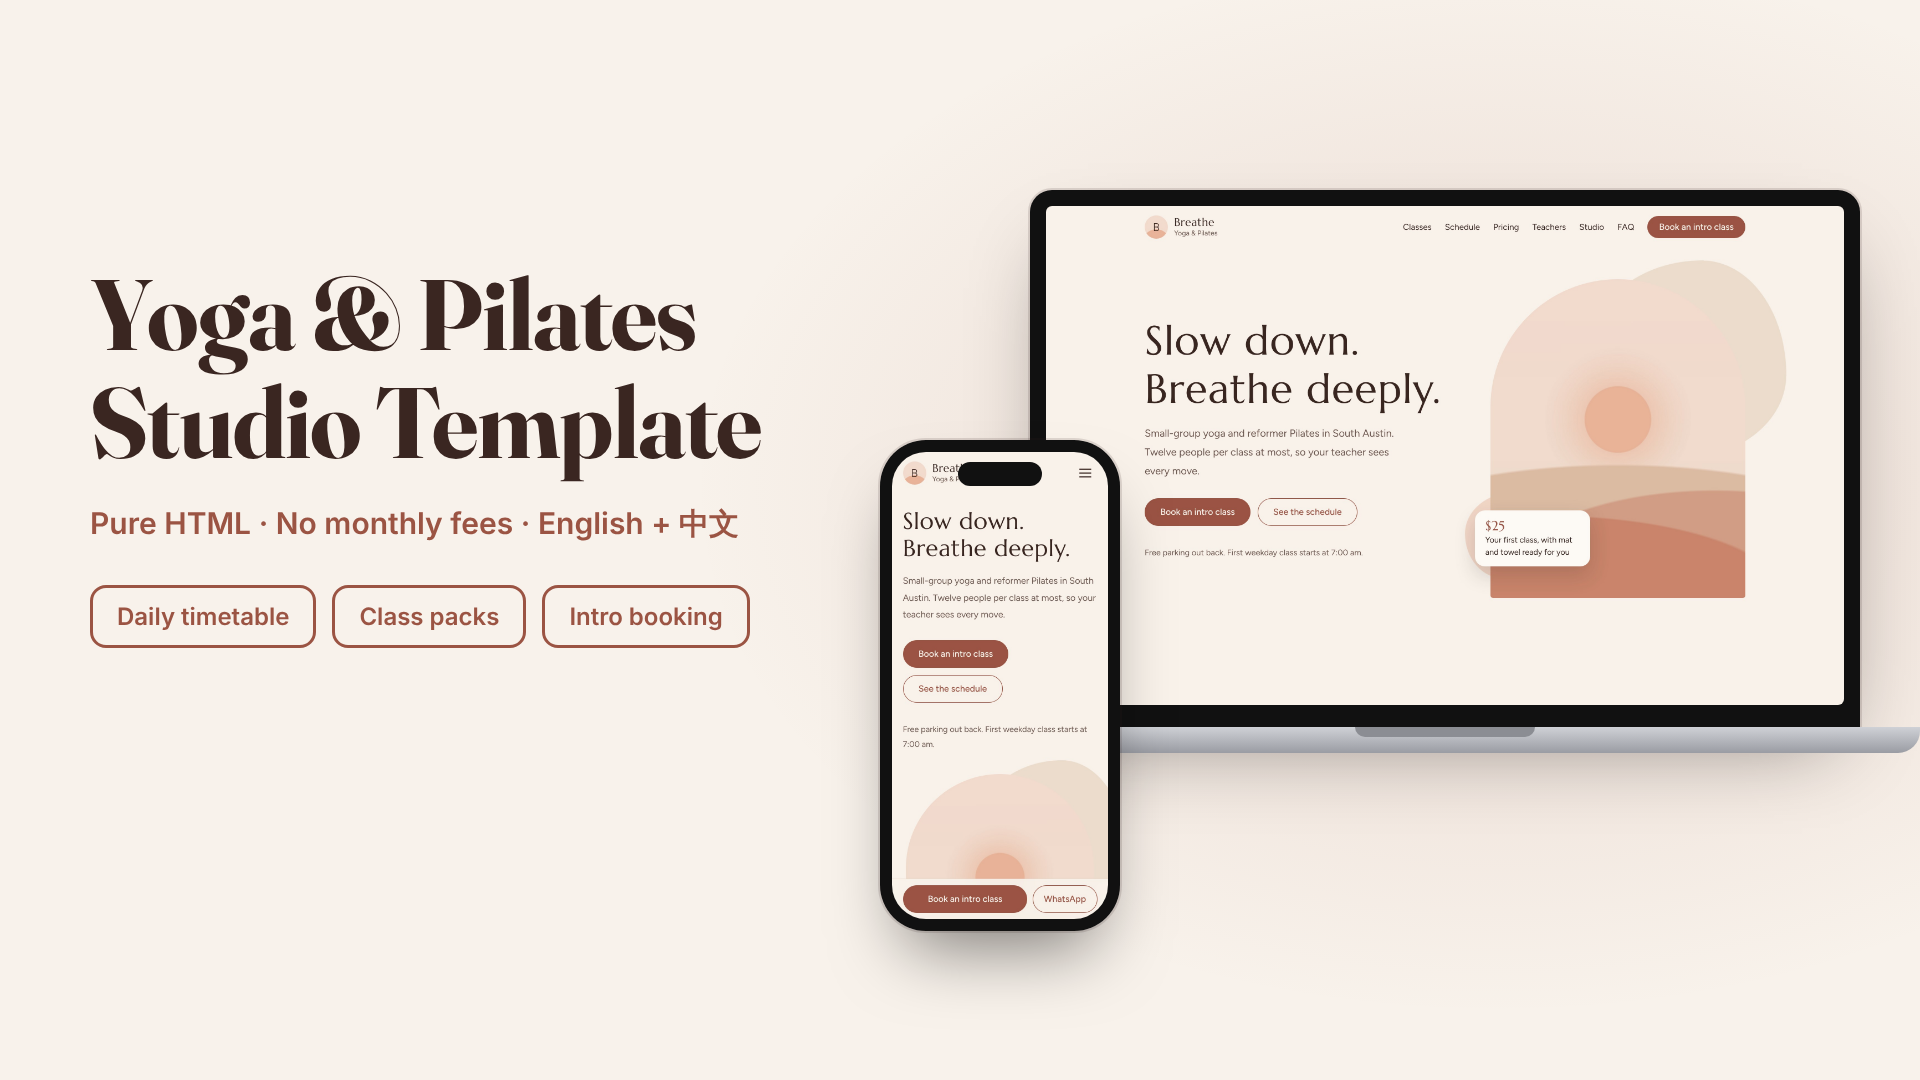 Yoga & Pilates
Studio Template
Pure HTML · No monthly fees · English + 中文
Daily timetable
Class packs
Intro booking
B
Breathe
Yoga & Pilates
Classes
Schedule
Pricing
Teachers
Studio
FAQ
Book an intro class
Slow down.
Breathe deeply.
Small-group yoga and reformer Pilates in South Austin.
Twelve people per class at most, so your teacher sees
every move.
Book an intro class
See the schedule
Free parking out back. First weekday class starts at 7:00 am.
$25
Your first class, with mat
and towel ready for you
B
Slow down.
Breathe deeply.
Small-group yoga and reformer Pilates in South
Austin. Twelve people per class at most, so your
teacher sees every move.
Book an intro class
See the schedule
Free parking out back. First weekday class starts at
7:00 am.
Book an intro class
WhatsApp